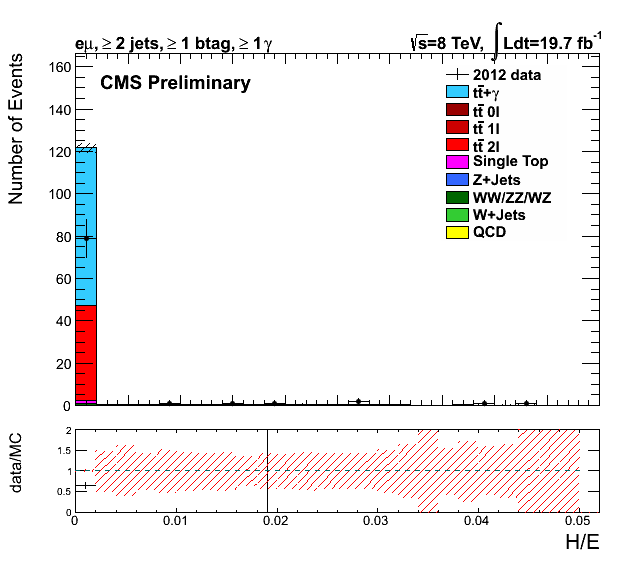 eμ, ≥ 2 jets, ≥ 1 btag, ≥ 1 γ
√s=8 TeV, ∫ Ldt=19.7 fb⁻¹
CMS Preliminary
2012 data
tt̅+γ
tt̅ 0l
tt̅ 1l
tt̅ 2l
Single Top
Z+Jets
WW/ZZ/WZ
W+Jets
QCD
Number of Events
160
140
120
100
80
60
40
20
0
data/MC
2
1.5
1
0.5
0
0 0.01 0.02 0.03 0.04 0.05
H/E